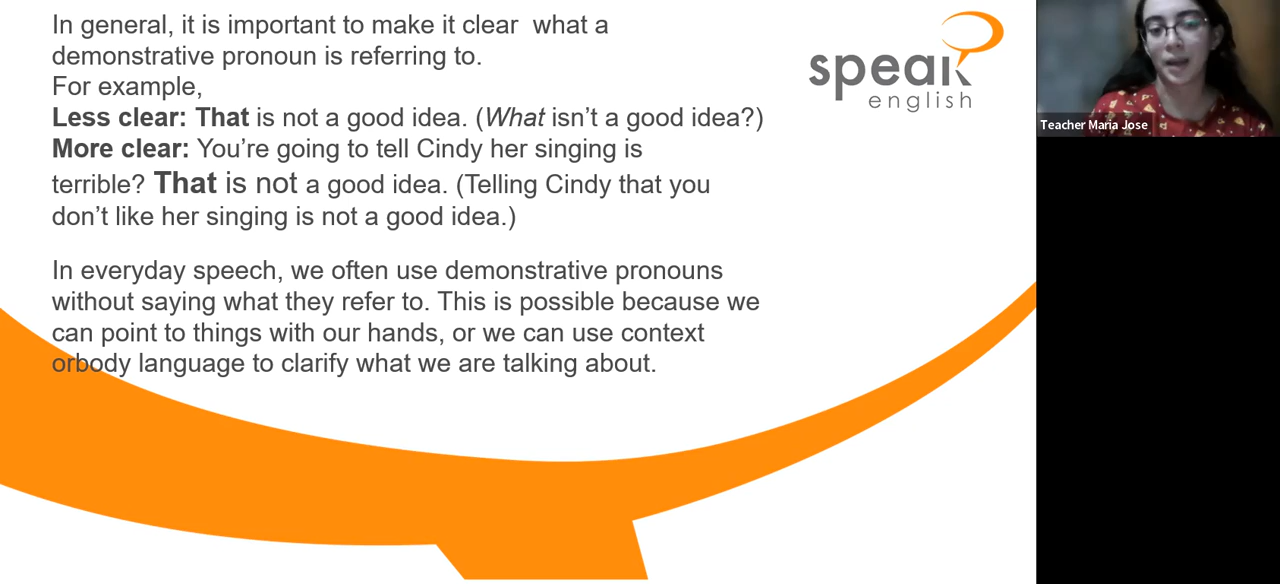 In general, it is important to make it clear  what a
demonstrative pronoun is referring to.
For example,
Less clear: That is not a good idea. (What isn’t a good idea?)
More clear: You’re going to tell Cindy her singing is
terrible? That is not a good idea. (Telling Cindy that you
don’t like her singing is not a good idea.)
In everyday speech, we often use demonstrative pronouns
without saying what they refer to. This is possible because we
can point to things with our hands, or we can use context
orbody language to clarify what we are talking about.
speak
english
Teacher Maria Jose